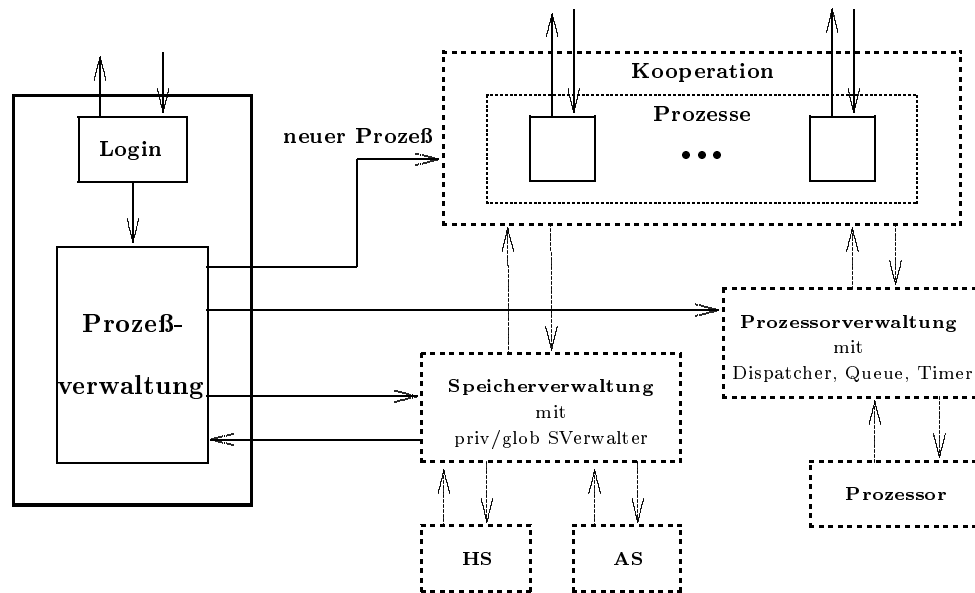 Kooperation
Prozesse
neuer Prozeß
Login
•••
Prozeß-
verwaltung
Prozessorverwaltung
mit
Dispatcher, Queue, Timer
Speicherverwaltung
mit
priv/glob SVerwalter
Prozessor
HS
AS